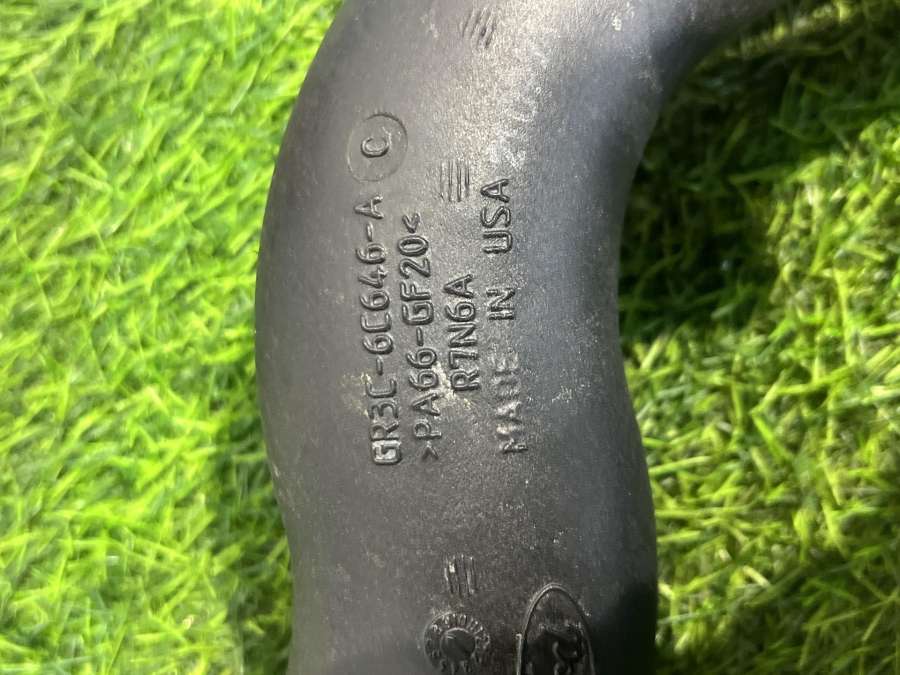 GR3C-6C646-A C
>PA66-GF20<
R7N6A
MADE IN USA